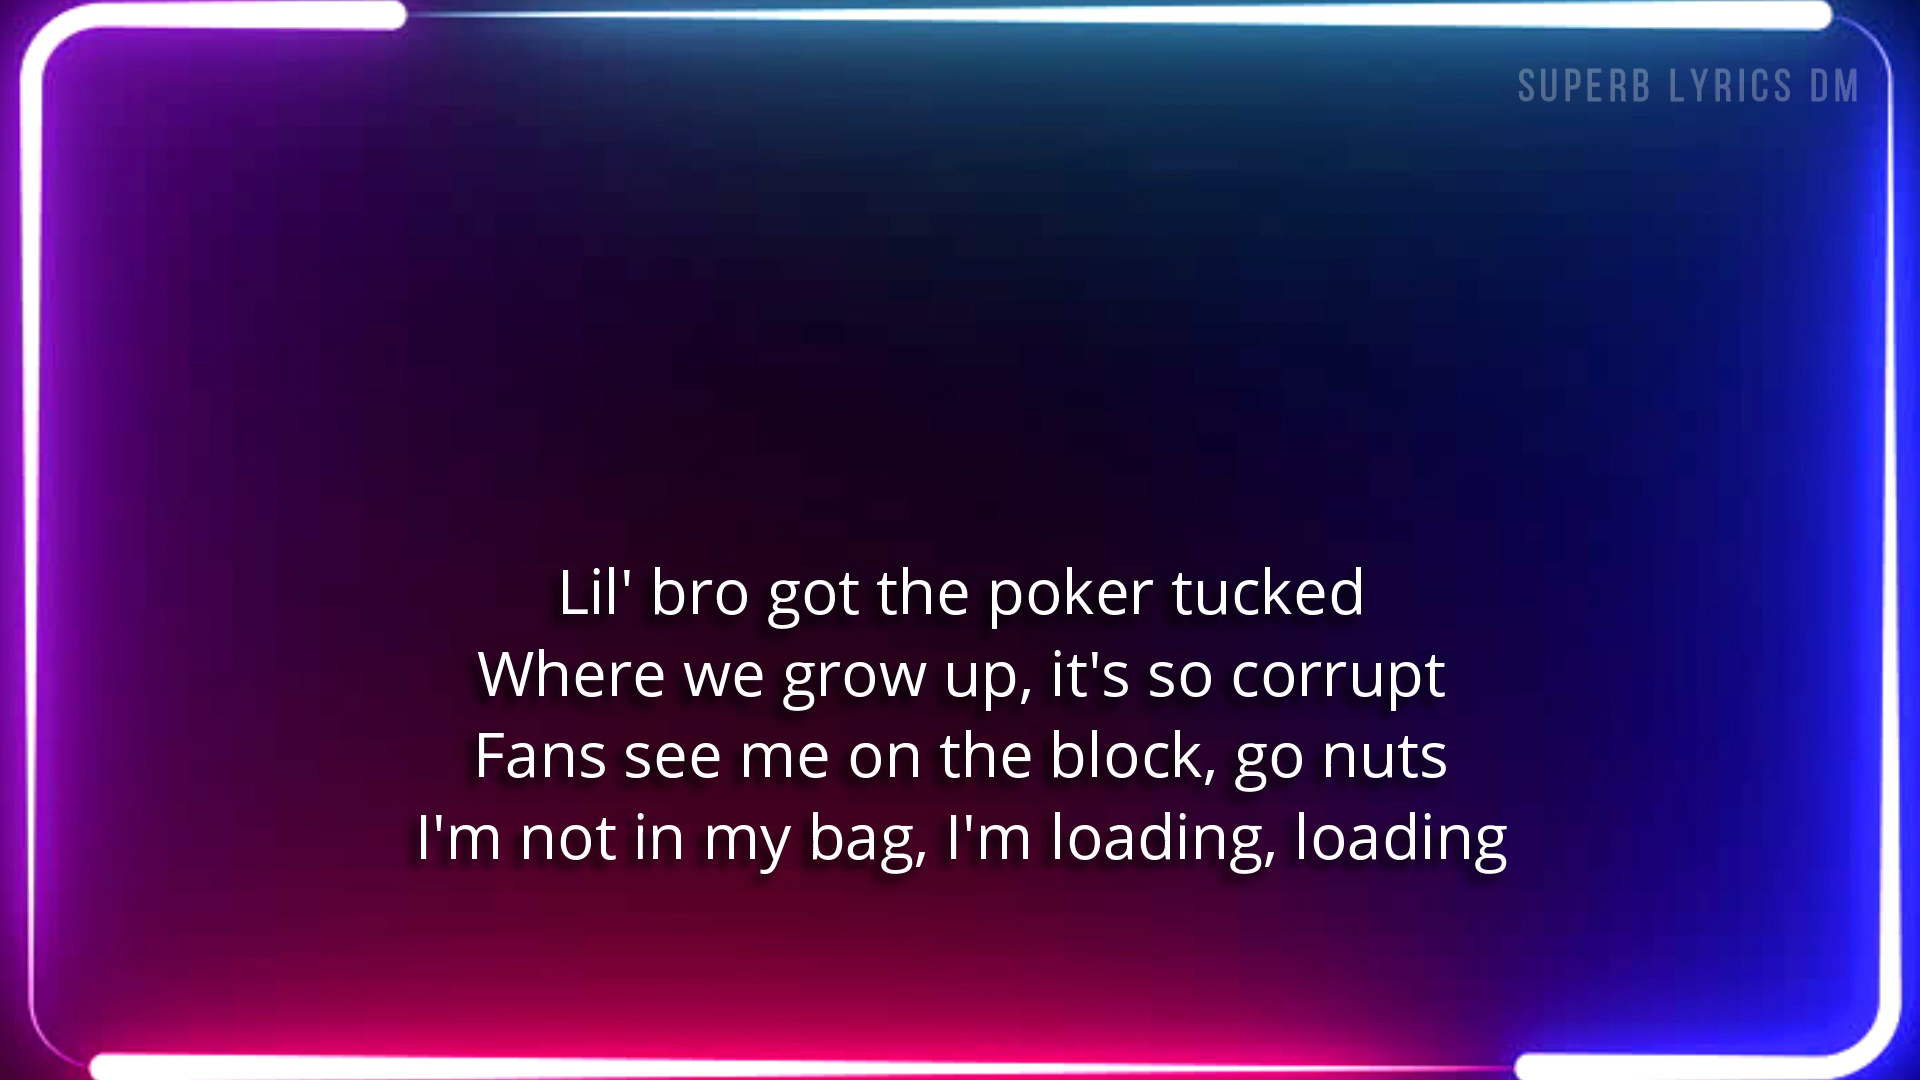 SUPERB LYRICS DM
Lil' bro got the poker tucked
Where we grow up, it's so corrupt
Fans see me on the block, go nuts
I'm not in my bag, I'm loading, loading